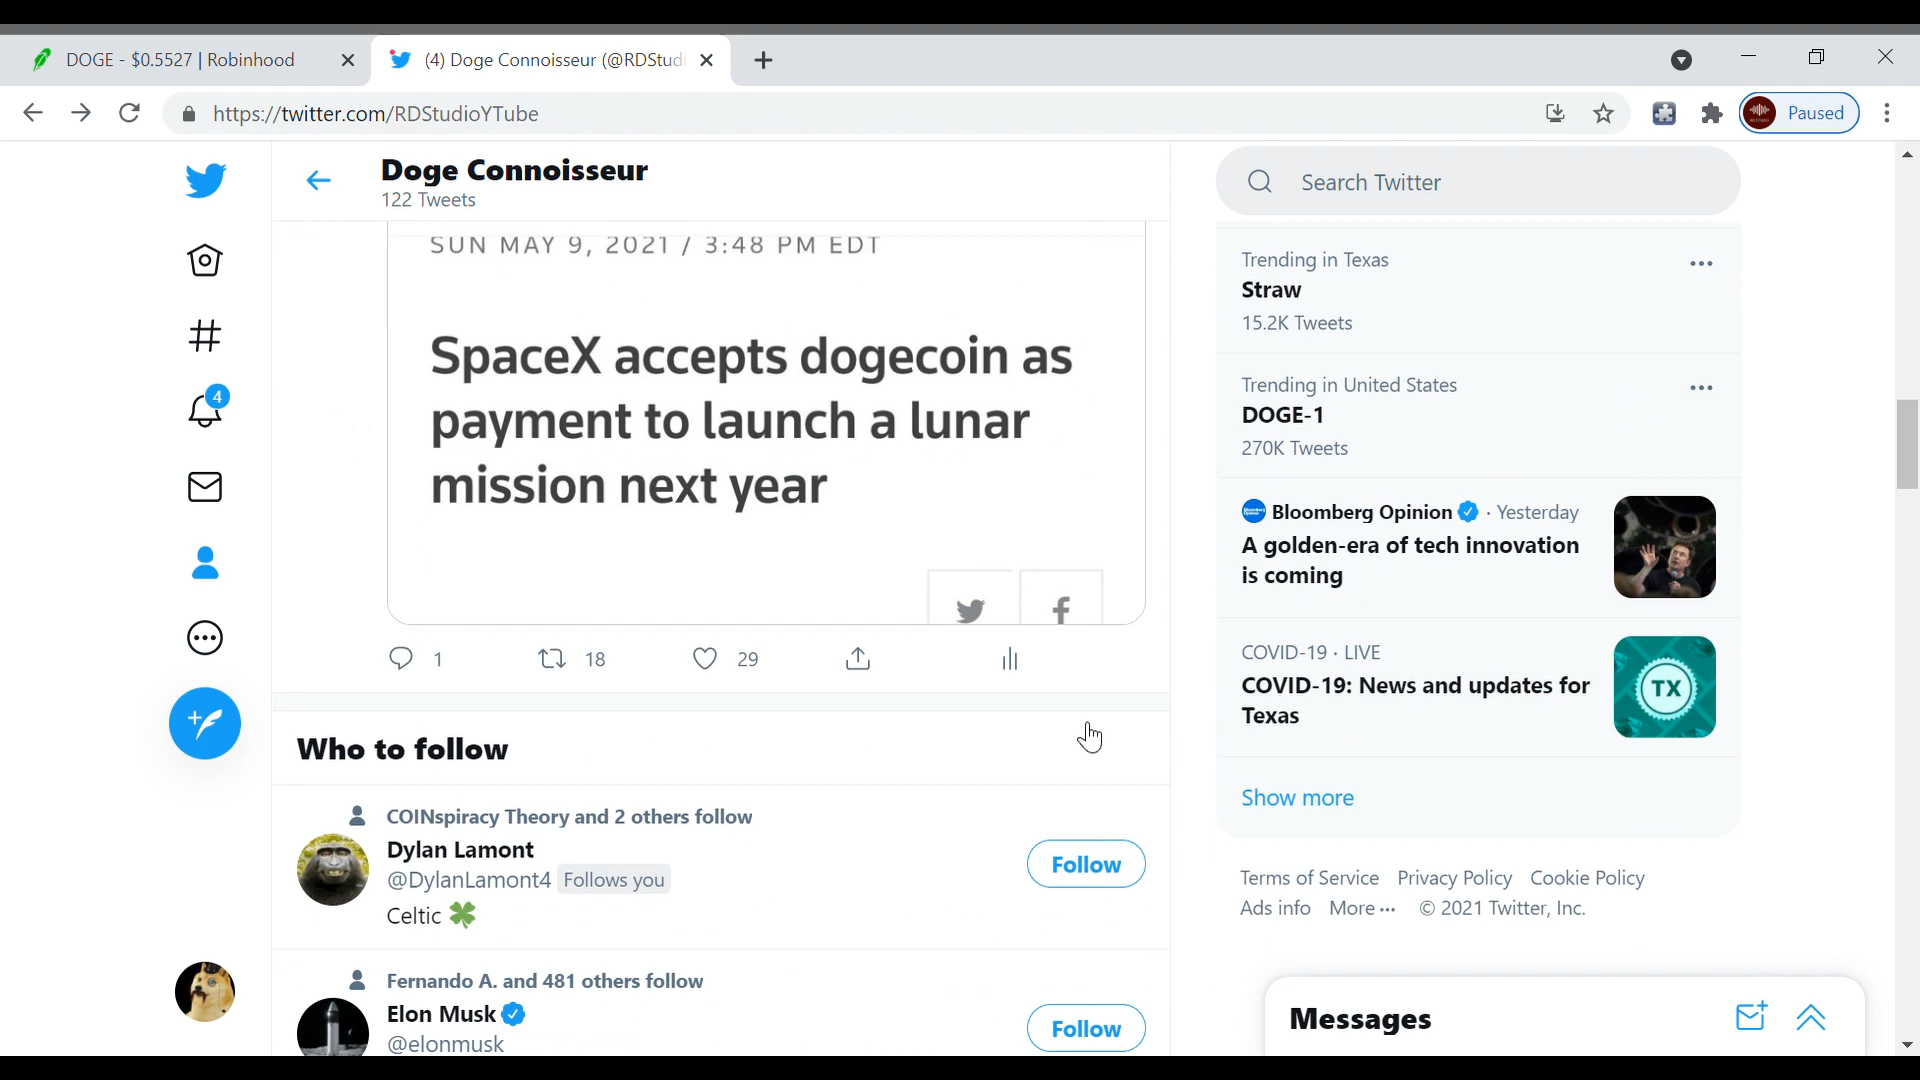 DOGE - $0.5527 | Robinhood
(4) Doge Connoisseur (@RDStudi
https://twitter.com/RDStudioYTube
Paused
Doge Connoisseur
122 Tweets
SUN MAY 9, 2021 / 3:48 PM EDT
SpaceX accepts dogecoin as
payment to launch a lunar
mission next year
1
18
29
4
Who to follow
COINspiracy Theory and 2 others follow
Dylan Lamont
@DylanLamont4 Follows you
Celtic
Follow
Fernando A. and 481 others follow
Elon Musk
@elonmusk
Follow
Search Twitter
Trending in Texas
Straw
15.2K Tweets
Trending in United States
DOGE-1
270K Tweets
Bloomberg Opinion · Yesterday
A golden-era of tech innovation
is coming
COVID-19 · LIVE
COVID-19: News and updates for
Texas
TX
Show more
Terms of Service Privacy Policy Cookie Policy
Ads info More ··· © 2021 Twitter, Inc.
Messages